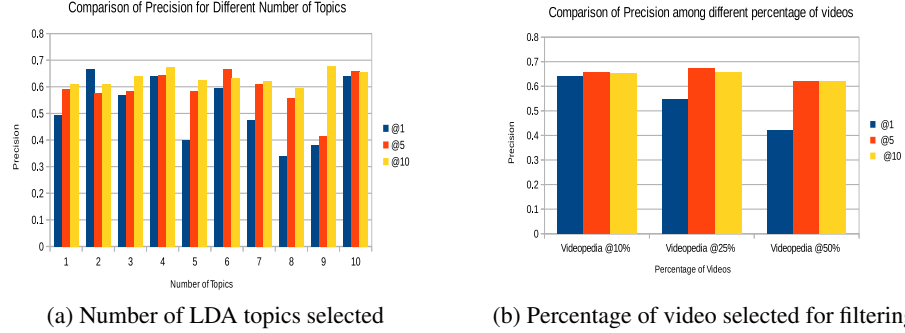 Comparison of Precision for Different Number of Topics
0.8
0.7
0.6
0.5
0.4
0.3
0.2
0.1
0
Precision
1 2 3 4 5 6 7 8 9 10
Number of Topics
@1
@5
@10
(a) Number of LDA topics selected
Comparison of Precision among different percentage of videos
0.8
0.7
0.6
0.5
0.4
0.3
0.2
0.1
0
Precision
Videopedia @10% Videopedia @25% Videopedia @50%
Percentage of Videos
@1
@5
@10
(b) Percentage of video selected for filtering